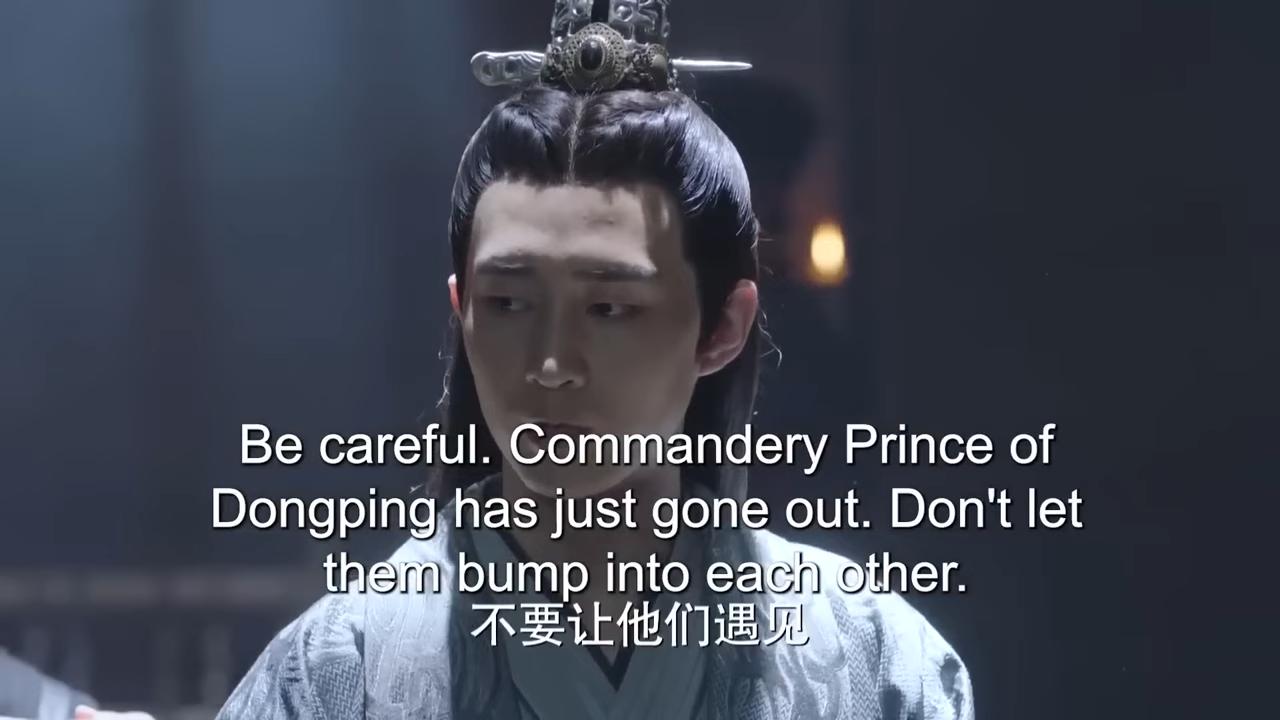 Be careful. Commandery Prince of
Dongping has just gone out. Don't let
them bump into each other.
不要让他们遇见